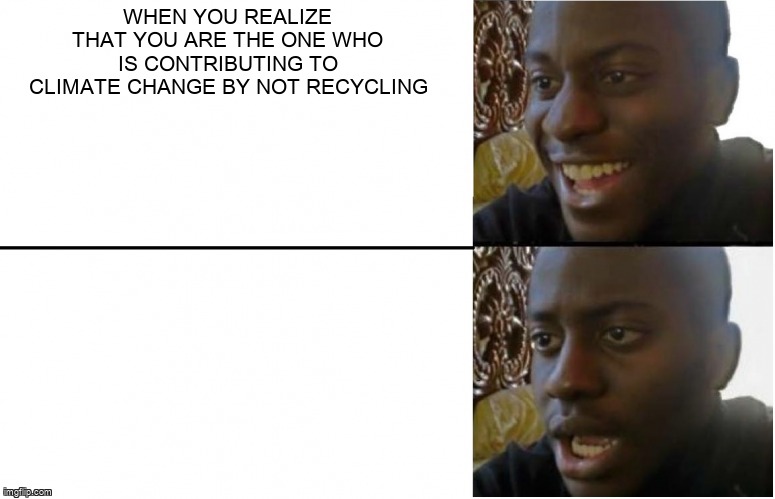 WHEN YOU REALIZE
THAT YOU ARE THE ONE WHO
IS CONTRIBUTING TO
CLIMATE CHANGE BY NOT RECYCLING
imgflip.com